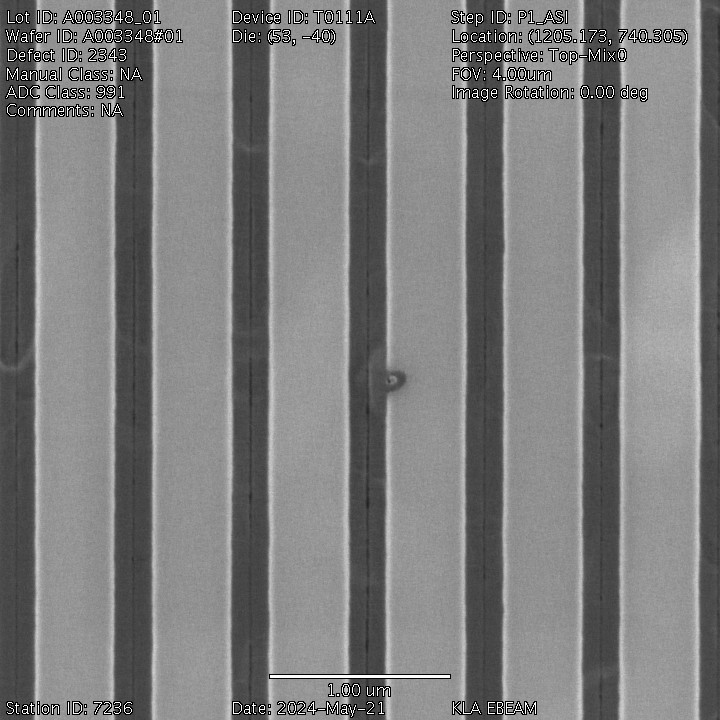 Lot ID: A003348_01 Device ID: T0111A Step ID: P1_ASI
Wafer ID: A003348#01 Die: (53, -40) Location: (1205.173, 740.305)
Defect ID: 2343 Perspective: Top-Mix0
Manual Class: NA FOV: 4.00um
ADC Class: 991 Image Rotation: 0.00 deg
Comments: NA
1.00 um
Station ID: 7236 Date: 2024-May-21 KLA EBEAM